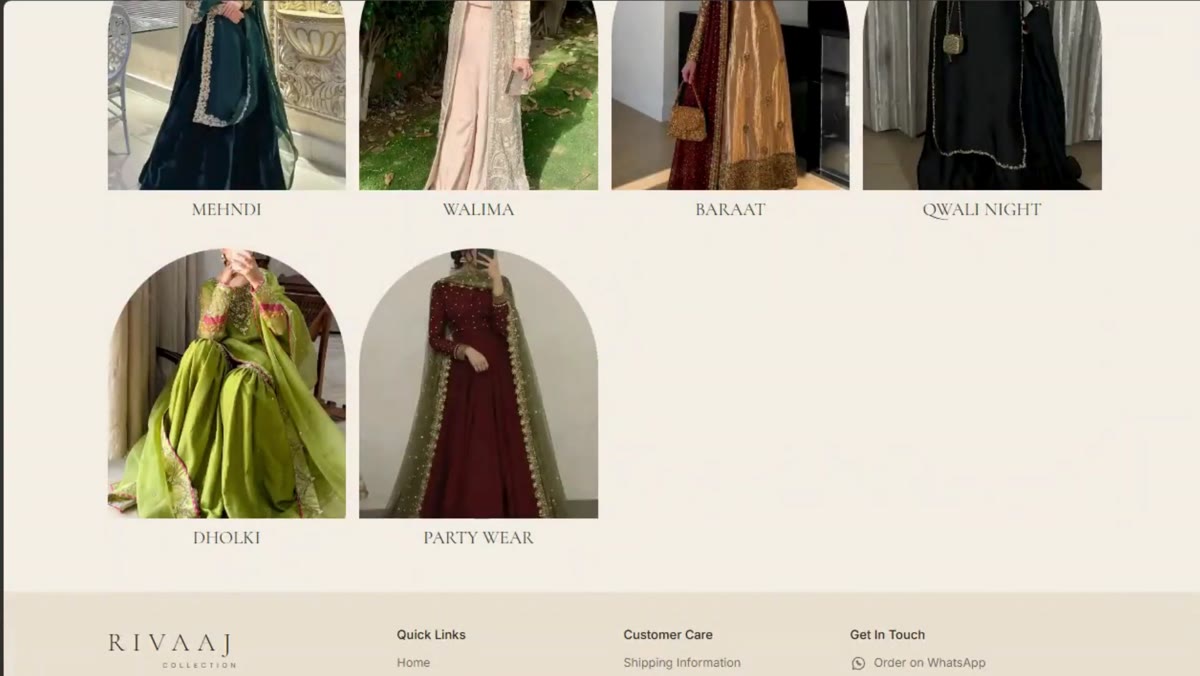 MEHNDI
WALIMA
BARAAT
QWALI NIGHT
DHOLKI
PARTY WEAR
RIVAAJ
COLLECTION
Quick Links
Home
Customer Care
Shipping Information
Get In Touch
Order on WhatsApp